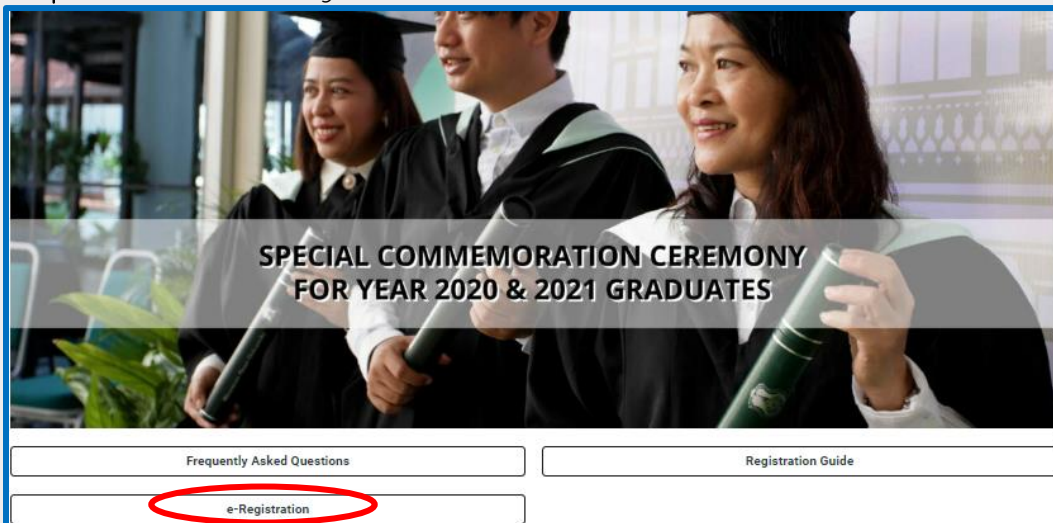 SPECIAL COMMEMORATION CEREMONY
FOR YEAR 2020 & 2021 GRADUATES
Frequently Asked Questions
Registration Guide
e-Registration